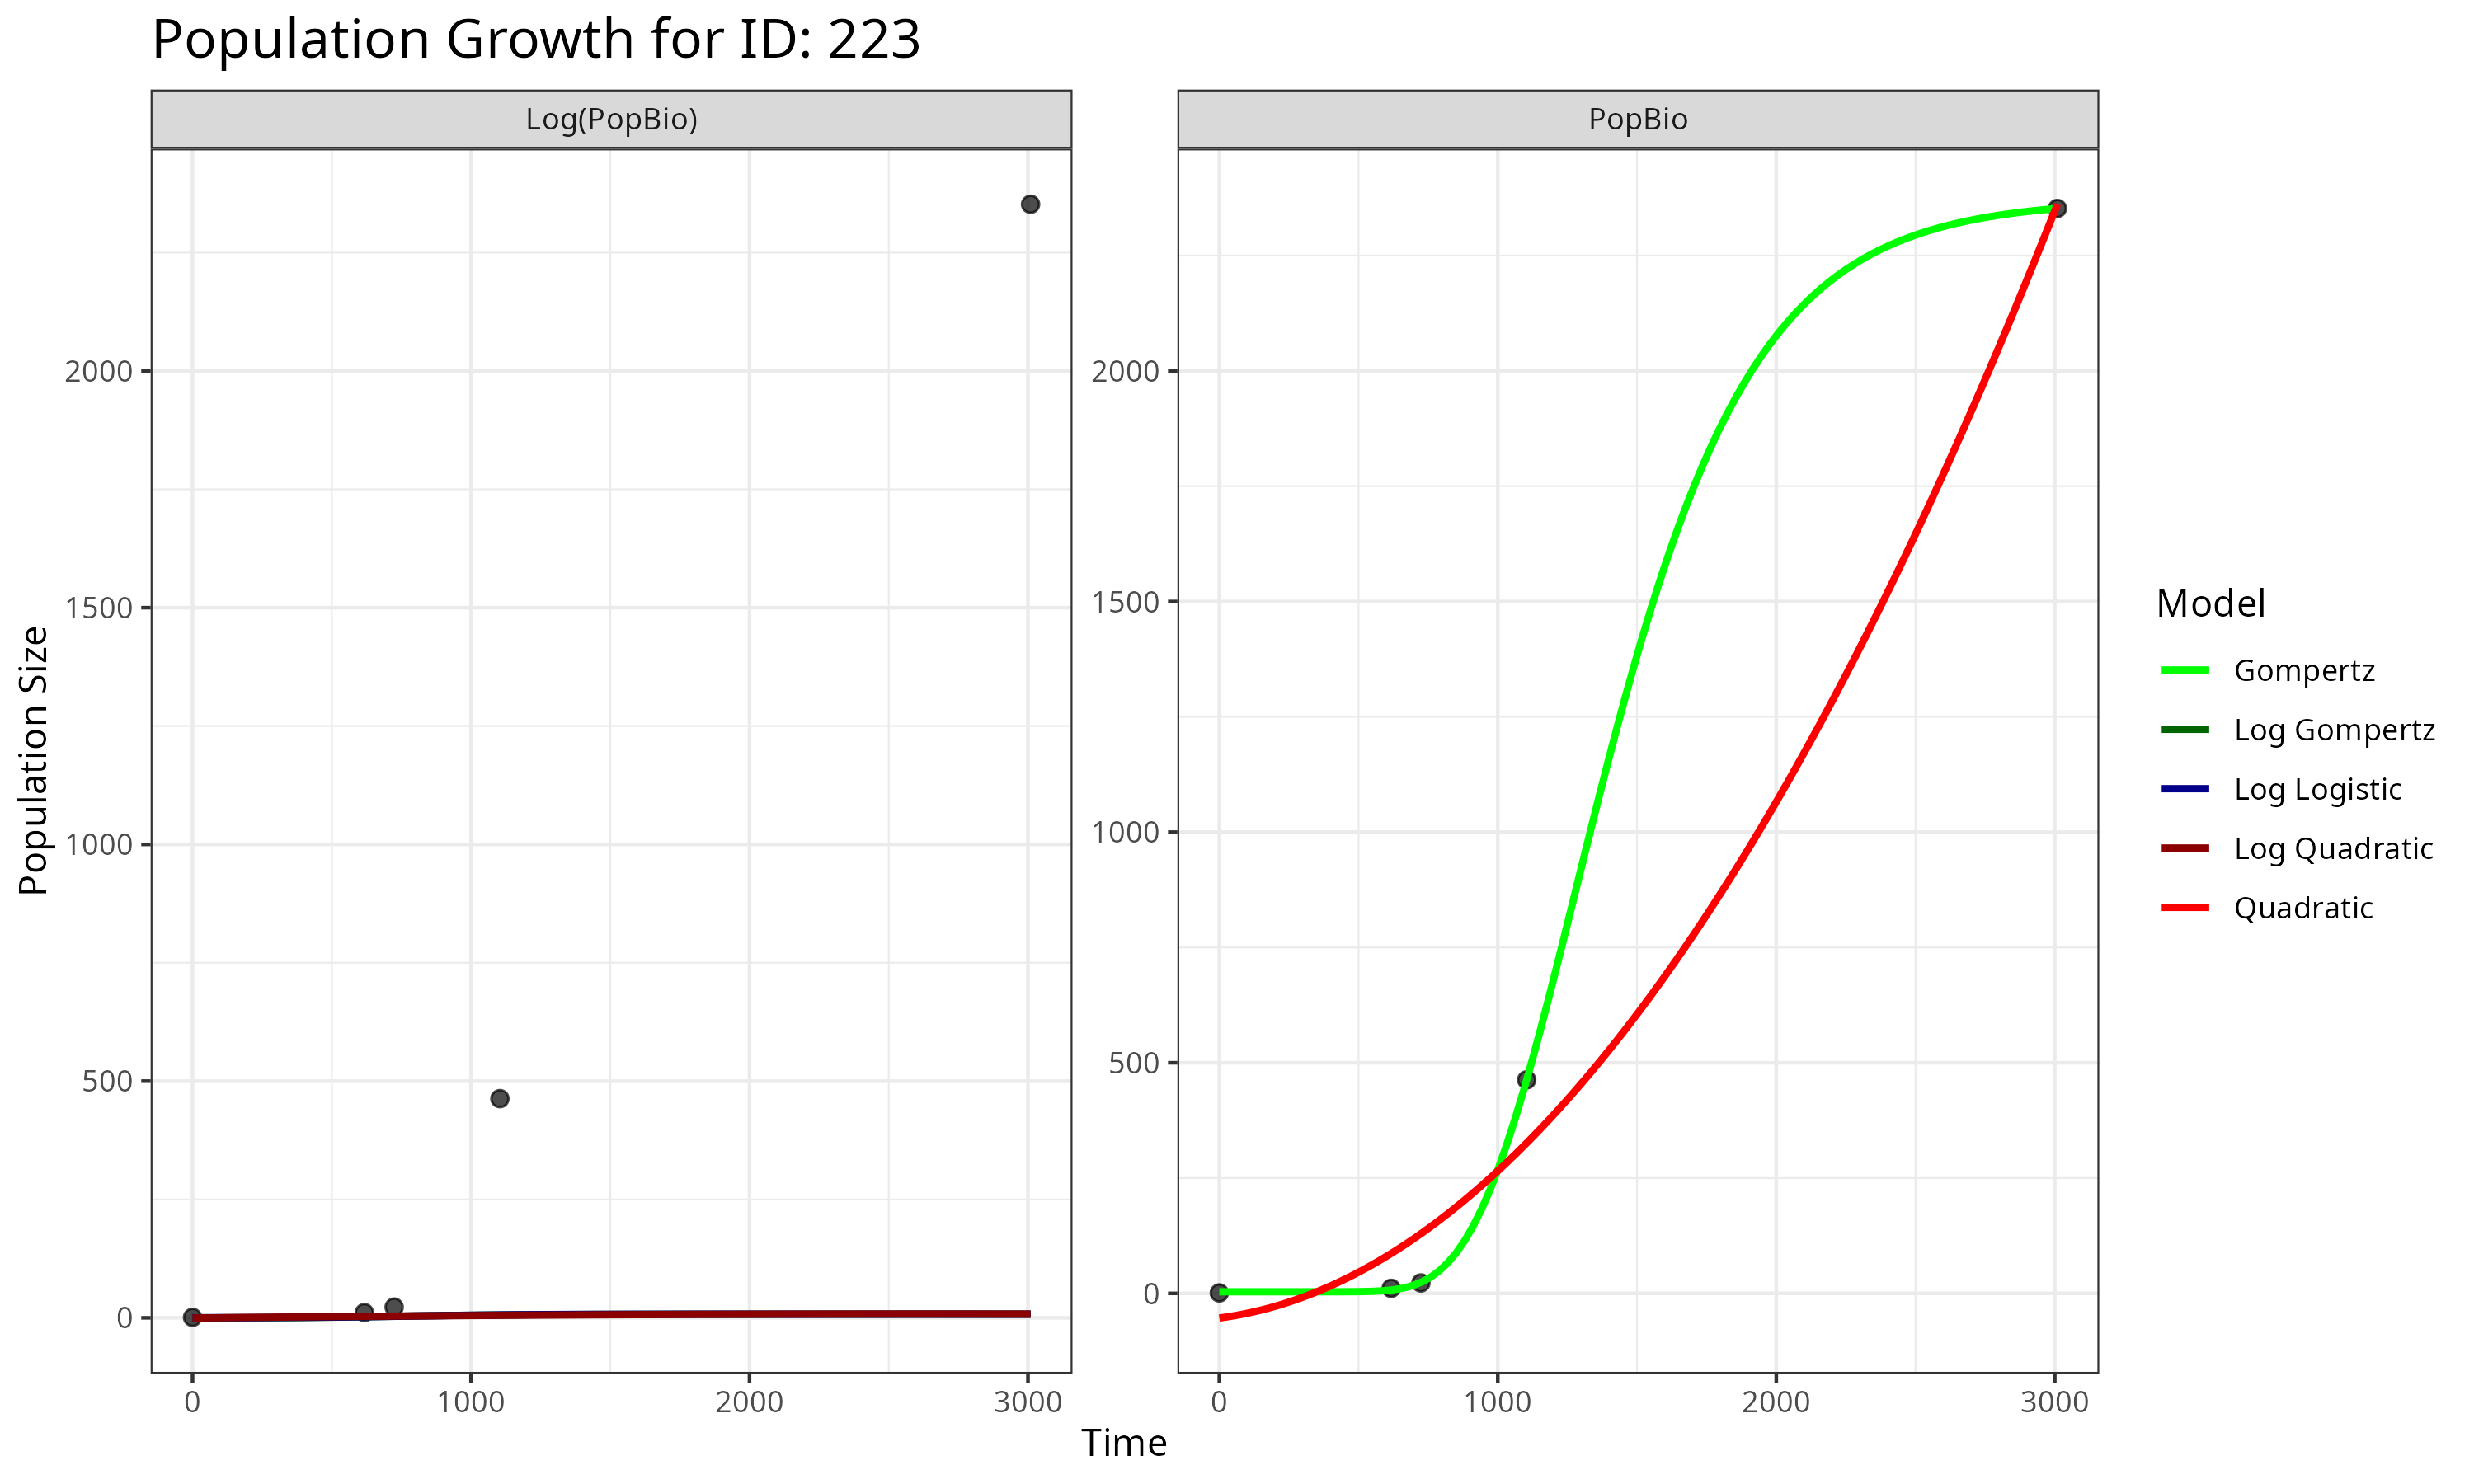 Population Growth for ID: 223
Log(PopBio)
PopBio
Population Size
2000
1500
1000
500
0
2000
1500
1000
500
0
0
1000
2000
3000
0
1000
2000
3000
Time
Model
Gompertz
Log Gompertz
Log Logistic
Log Quadratic
Quadratic